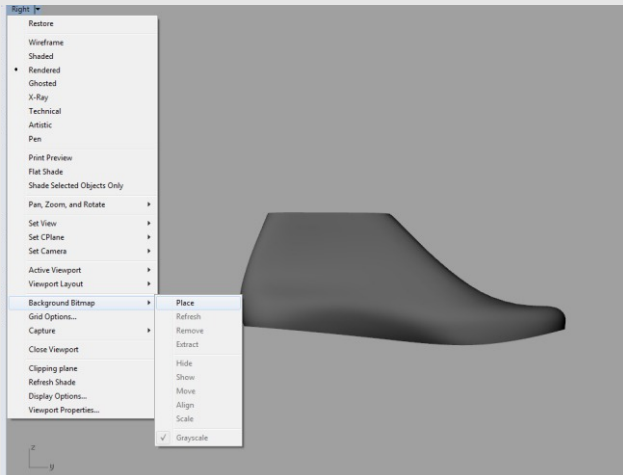 Right
Restore
Wireframe
Shaded
Rendered
Ghosted
X-Ray
Technical
Artistic
Pen
Print Preview
Flat Shade
Shade Selected Objects Only
Pan, Zoom, and Rotate
Set View
Set CPlane
Set Camera
Active Viewport
Viewport Layout
Background Bitmap
Grid Options...
Capture
Close Viewport
Clipping plane
Refresh Shade
Display Options...
Viewport Properties...
Place
Refresh
Remove
Extract
Hide
Show
Move
Align
Scale
Grayscale
z
y